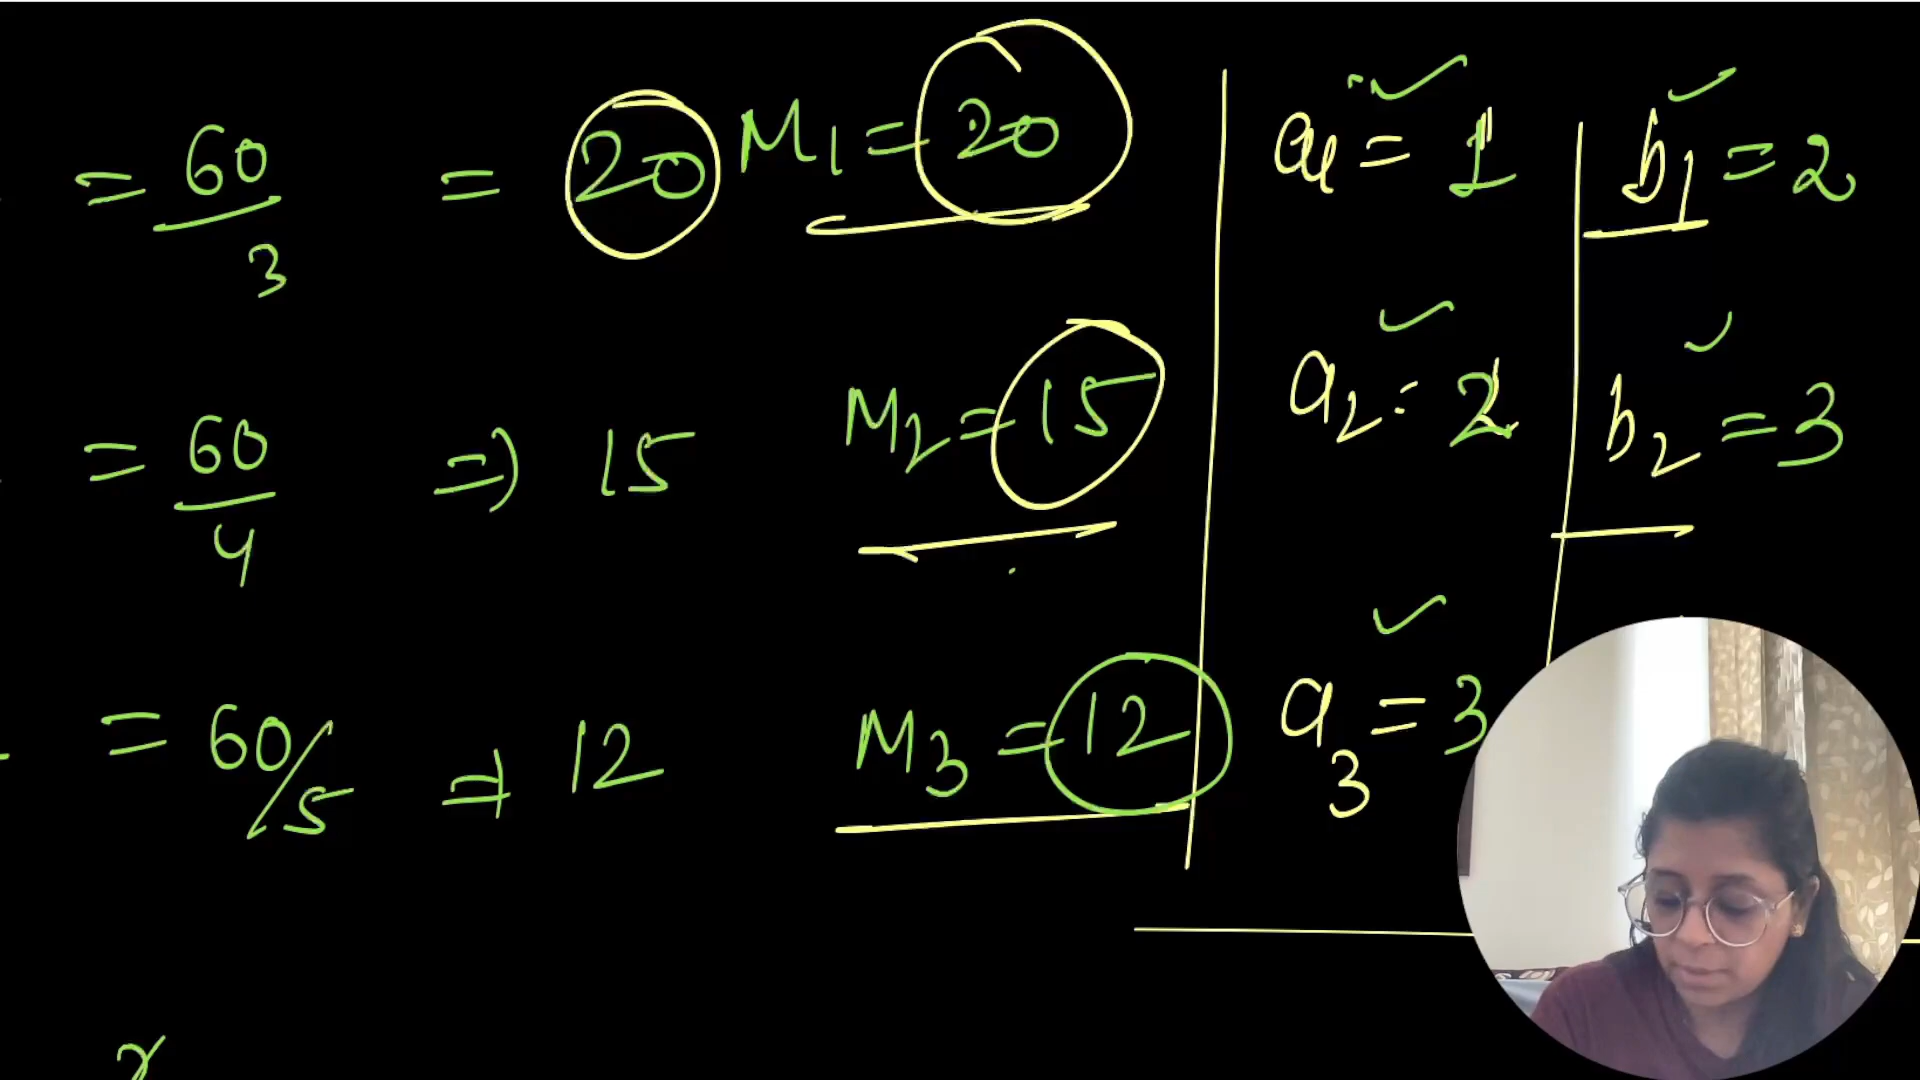 = 60/3 = 20 M1 = 20 a1 = 1 b1 = 2
= 60/4 => 15 M2 = 15 a2 = 2 b2 = 3
= 60/5 => 12 M3 = 12 a3 = 3